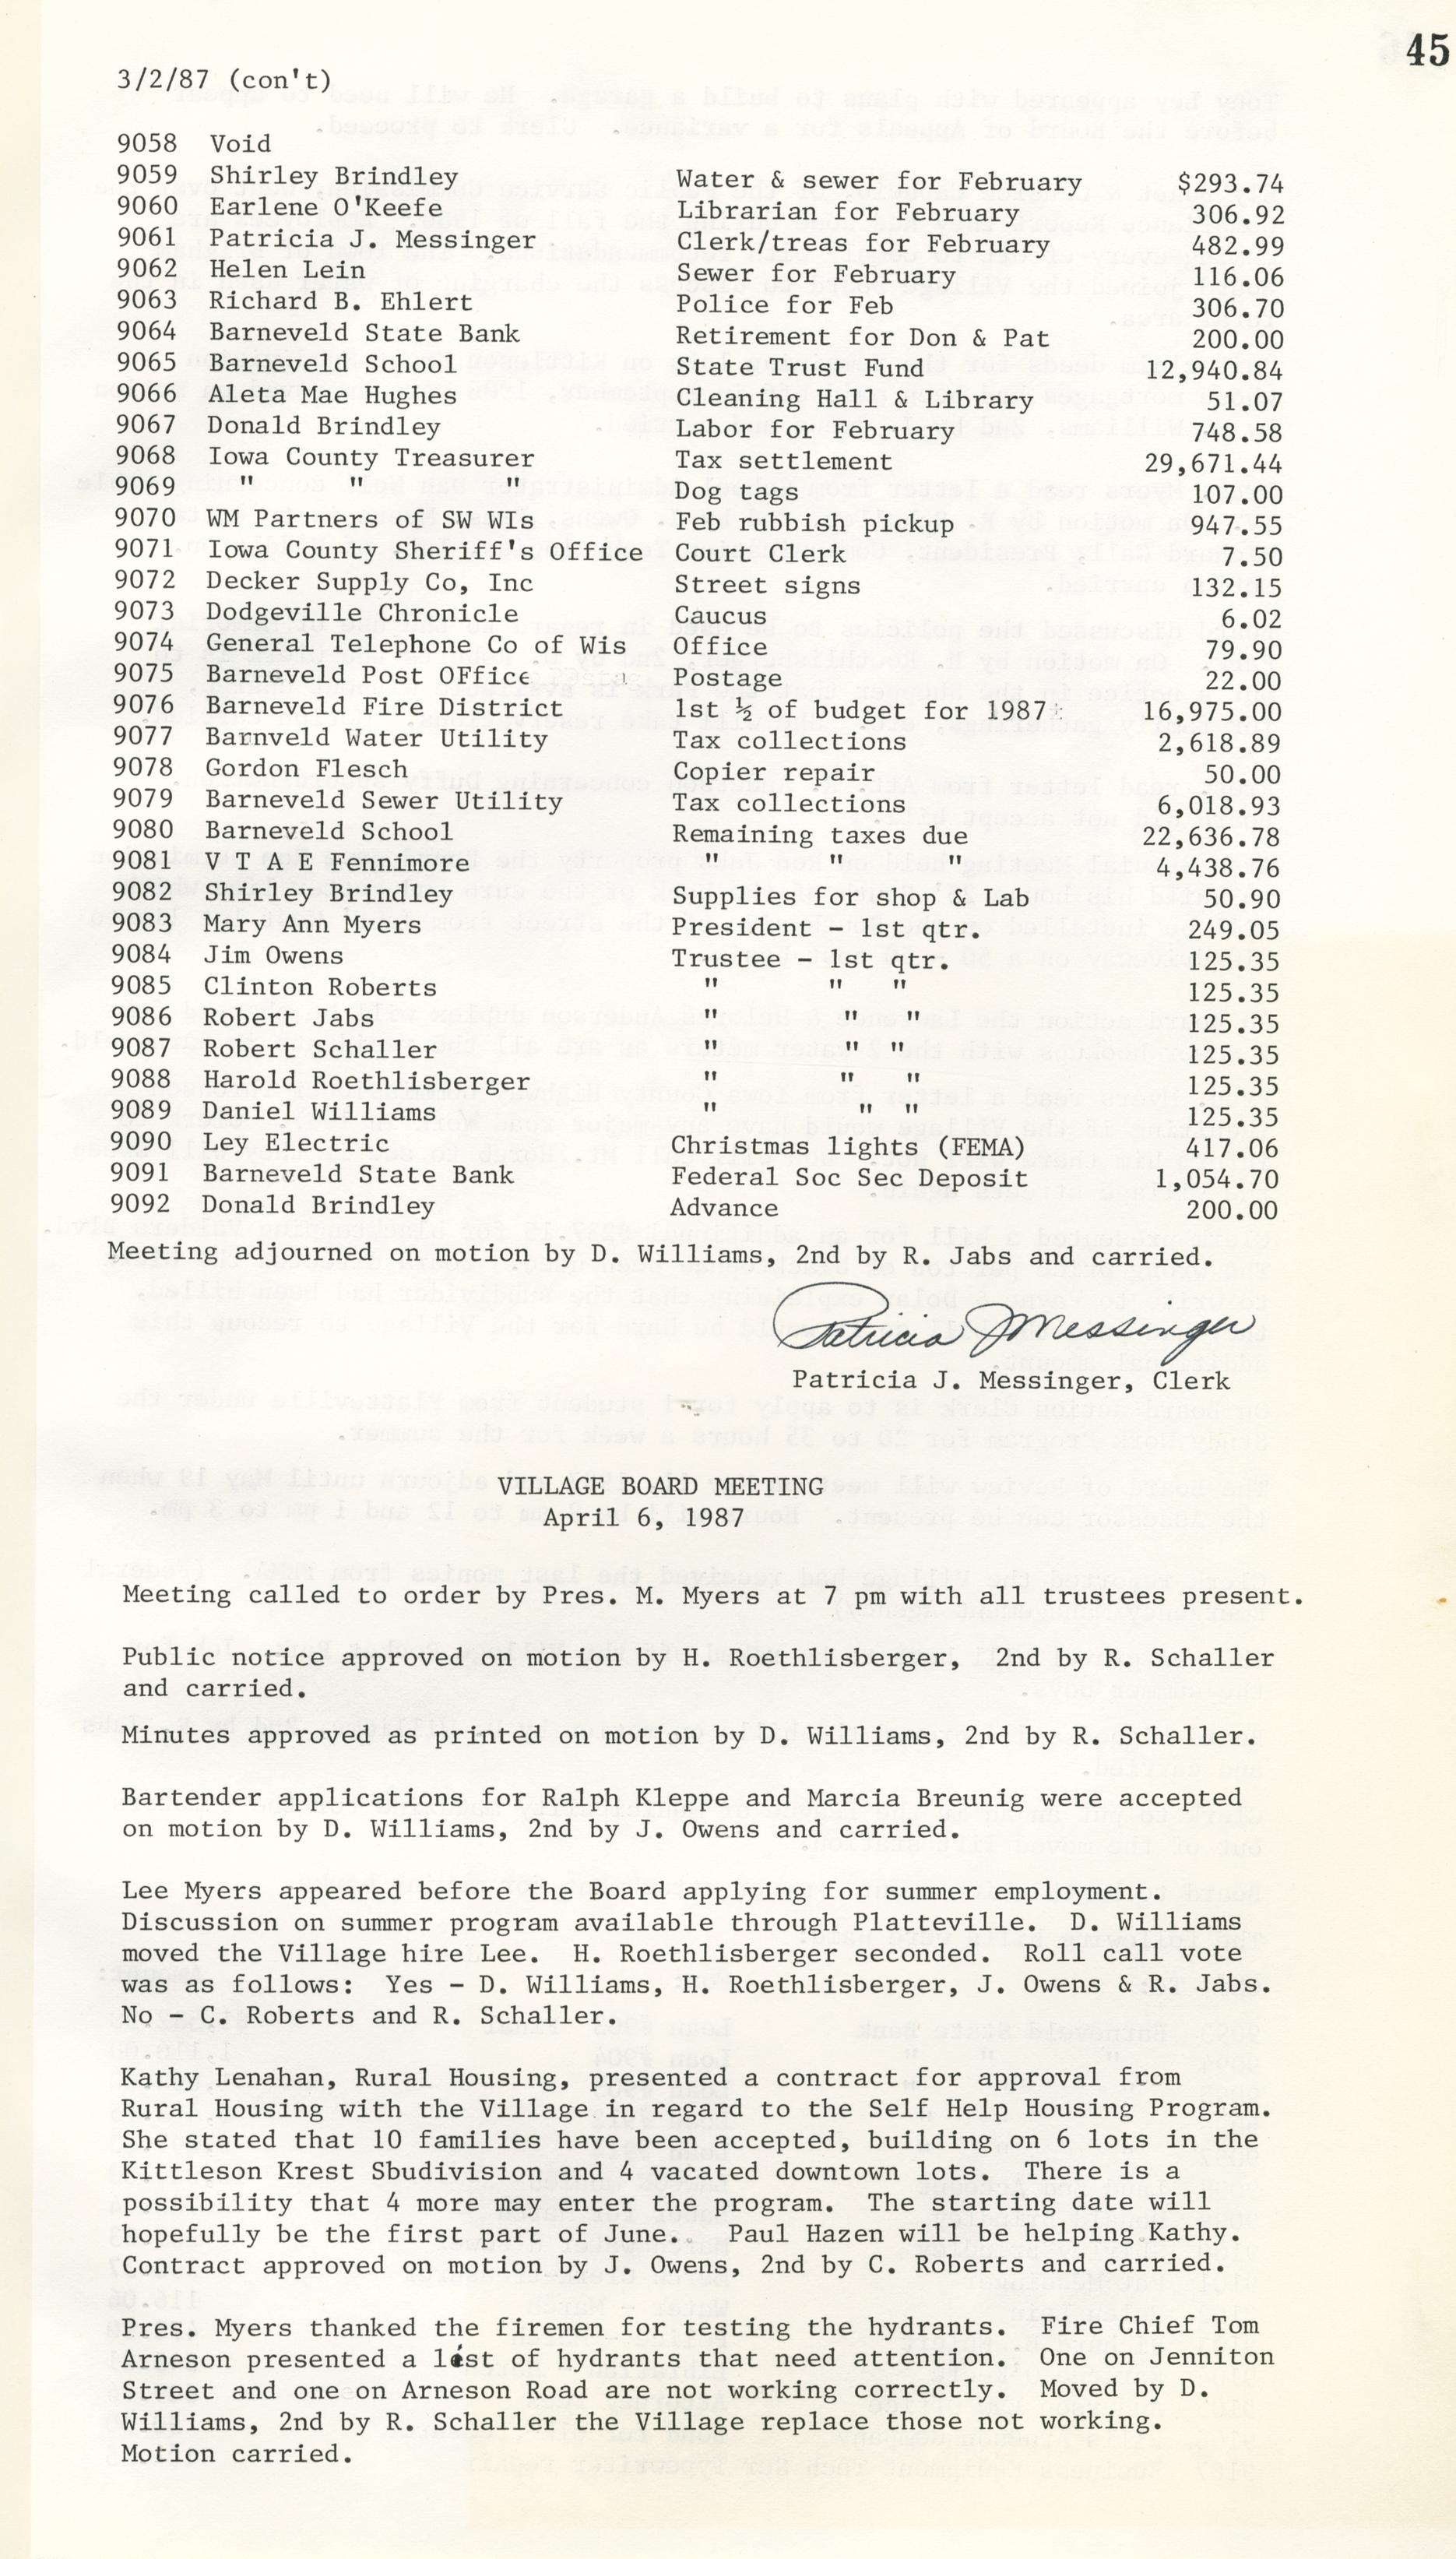 45
3/2/87 (con't)
9058 Void
9059 Shirley Brindley Water & sewer for February $293.74
9060 Earlene O'Keefe Librarian for February 306.92
9061 Patricia J. Messinger Clerk/treas for February 482.99
9062 Helen Lein Sewer for February 116.06
9063 Richard B. Ehlert Police for Feb 306.70
9064 Barneveld State Bank Retirement for Don & Pat 200.00
9065 Barneveld School State Trust Fund 12,940.84
9066 Aleta Mae Hughes Cleaning Hall & Library 51.07
9067 Donald Brindley Labor for February 748.58
9068 Iowa County Treasurer Tax settlement 29,671.44
9069 " " " Dog tags 107.00
9070 WM Partners of SW WIs Feb rubbish pickup 947.55
9071 Iowa County Sheriff's Office Court Clerk 7.50
9072 Decker Supply Co, Inc Street signs 132.15
9073 Dodgeville Chronicle Caucus 6.02
9074 General Telephone Co of Wis Office 79.90
9075 Barneveld Post OFfice Postage 22.00
9076 Barneveld Fire District 1st ½ of budget for 1987 16,975.00
9077 Barnveld Water Utility Tax collections 2,618.89
9078 Gordon Flesch Copier repair 50.00
9079 Barneveld Sewer Utility Tax collections 6,018.93
9080 Barneveld School Remaining taxes due 22,636.78
9081 V T A E Fennimore " " " 4,438.76
9082 Shirley Brindley Supplies for shop & Lab 50.90
9083 Mary Ann Myers President - 1st qtr. 249.05
9084 Jim Owens Trustee - 1st qtr. 125.35
9085 Clinton Roberts " " " 125.35
9086 Robert Jabs " " " 125.35
9087 Robert Schaller " " " 125.35
9088 Harold Roethlisberger " " " 125.35
9089 Daniel Williams " " " 125.35
9090 Ley Electric Christmas lights (FEMA) 417.06
9091 Barneveld State Bank Federal Soc Sec Deposit 1,054.70
9092 Donald Brindley Advance 200.00
Meeting adjourned on motion by D. Williams, 2nd by R. Jabs and carried.
Patricia J Messinger
Patricia J. Messinger, Clerk
VILLAGE BOARD MEETING
April 6, 1987
Meeting called to order by Pres. M. Myers at 7 pm with all trustees present.
Public notice approved on motion by H. Roethlisberger, 2nd by R. Schaller
and carried.
Minutes approved as printed on motion by D. Williams, 2nd by R. Schaller.
Bartender applications for Ralph Kleppe and Marcia Breunig were accepted
on motion by D. Williams, 2nd by J. Owens and carried.
Lee Myers appeared before the Board applying for summer employment.
Discussion on summer program available through Platteville. D. Williams
moved the Village hire Lee. H. Roethlisberger seconded. Roll call vote
was as follows: Yes - D. Williams, H. Roethlisberger, J. Owens & R. Jabs.
No - C. Roberts and R. Schaller.
Kathy Lenahan, Rural Housing, presented a contract for approval from
Rural Housing with the Village in regard to the Self Help Housing Program.
She stated that 10 families have been accepted, building on 6 lots in the
Kittleson Krest Sbudivision and 4 vacated downtown lots. There is a
possibility that 4 more may enter the program. The starting date will
hopefully be the first part of June. Paul Hazen will be helping Kathy.
Contract approved on motion by J. Owens, 2nd by C. Roberts and carried.
Pres. Myers thanked the firemen for testing the hydrants. Fire Chief Tom
Arneson presented a list of hydrants that need attention. One on Jenniton
Street and one on Arneson Road are not working correctly. Moved by D.
Williams, 2nd by R. Schaller the Village replace those not working.
Motion carried.